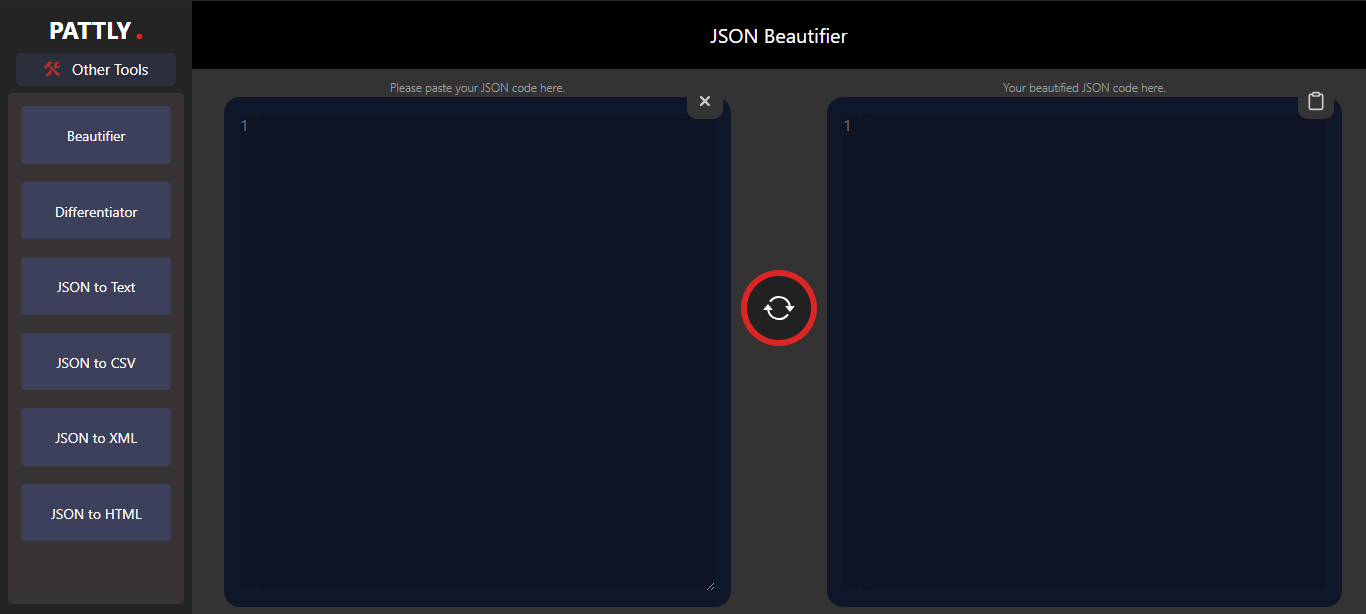 PATTLY.
Other Tools
Beautifier
Differentiator
JSON to Text
JSON to CSV
JSON to XML
JSON to HTML
JSON Beautifier
Please paste your JSON code here.
1
Your beautified JSON code here.
1